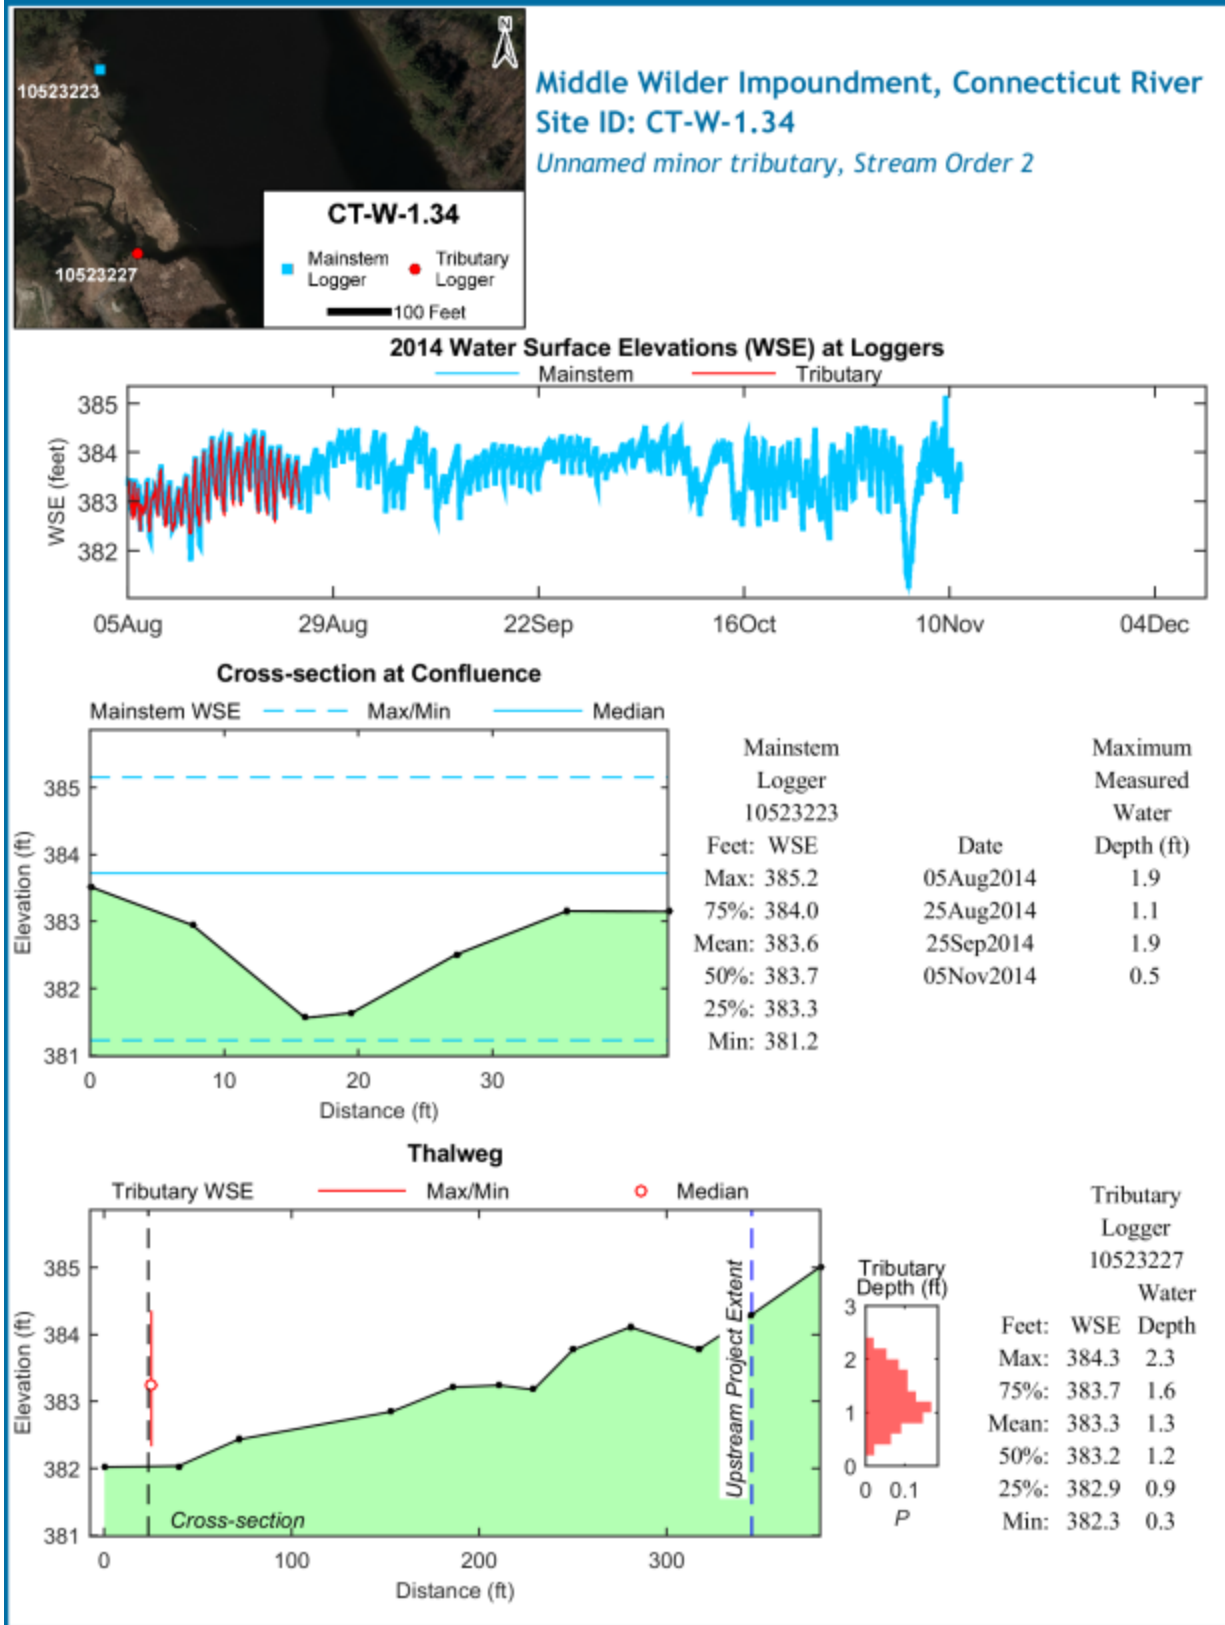 N
10523223
10523227
CT-W-1.34
Mainstem Logger
Tributary Logger
100 Feet
Middle Wilder Impoundment, Connecticut River
Site ID: CT-W-1.34
Unnamed minor tributary, Stream Order 2
2014 Water Surface Elevations (WSE) at Loggers
Mainstem Tributary
WSE (feet)
385
384
383
382
05Aug 29Aug 22Sep 16Oct 10Nov 04Dec
Cross-section at Confluence
Mainstem WSE Max/Min Median
Elevation (ft)
385
384
383
382
381
0 10 20 30
Distance (ft)
Mainstem
Logger
10523223
Feet: WSE
Max: 385.2
75%: 384.0
Mean: 383.6
50%: 383.7
25%: 383.3
Min: 381.2
Maximum
Measured
Water
Date Depth (ft)
05Aug2014 1.9
25Aug2014 1.1
25Sep2014 1.9
05Nov2014 0.5
Thalweg
Tributary WSE Max/Min Median
Elevation (ft)
385
384
383
382
381
Cross-section
Upstream Project Extent
0 100 200 300
Distance (ft)
Tributary
Depth (ft)
3
2
1
0
0 0.1
P
Tributary
Logger
10523227
Water
Feet: WSE Depth
Max: 384.3 2.3
75%: 383.7 1.6
Mean: 383.3 1.3
50%: 383.2 1.2
25%: 382.9 0.9
Min: 382.3 0.3